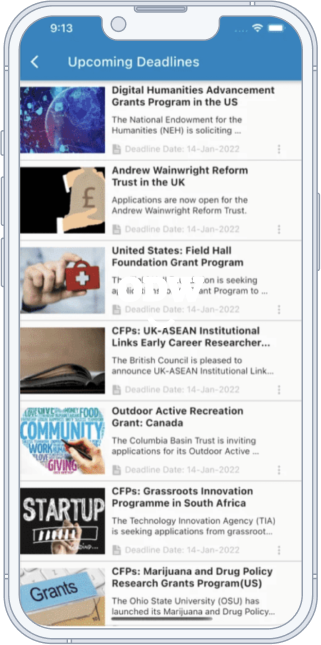 9:13
Upcoming Deadlines
Digital Humanities Advancement
Grants Program in the US
The National Endowment for the
Humanities (NEH) is soliciting ...
Deadline Date: 14-Jan-2022
Andrew Wainwright Reform
Trust in the UK
Applications are now open for the
Andrew Wainwright Reform Trust.
Deadline Date: 14-Jan-2022
United States: Field Hall
Foundation Grant Program
is seeking
ant Program to ...
Deadline Date: 14-Jan-2022
CFPs: UK-ASEAN Institutional
Links Early Career Researcher...
The British Council is pleased to
announce UK-ASEAN Institutional Link...
Deadline Date: 14-Jan-2022
LOVE FOOD
COMMUNITY
WORK
GIVING
Outdoor Active Recreation
Grant: Canada
The Columbia Basin Trust is inviting
applications for its Outdoor Active ...
Deadline Date: 14-Jan-2022
STARTUP
CFPs: Grassroots Innovation
Programme in South Africa
The Technology Innovation Agency (TIA)
is seeking applications from grassroot...
Deadline Date: 14-Jan-2022
Grants
CFPs: Marijuana and Drug Policy
Research Grants Program(US)
The Ohio State University (OSU) has
launched its Marijuana and Drug Policy...